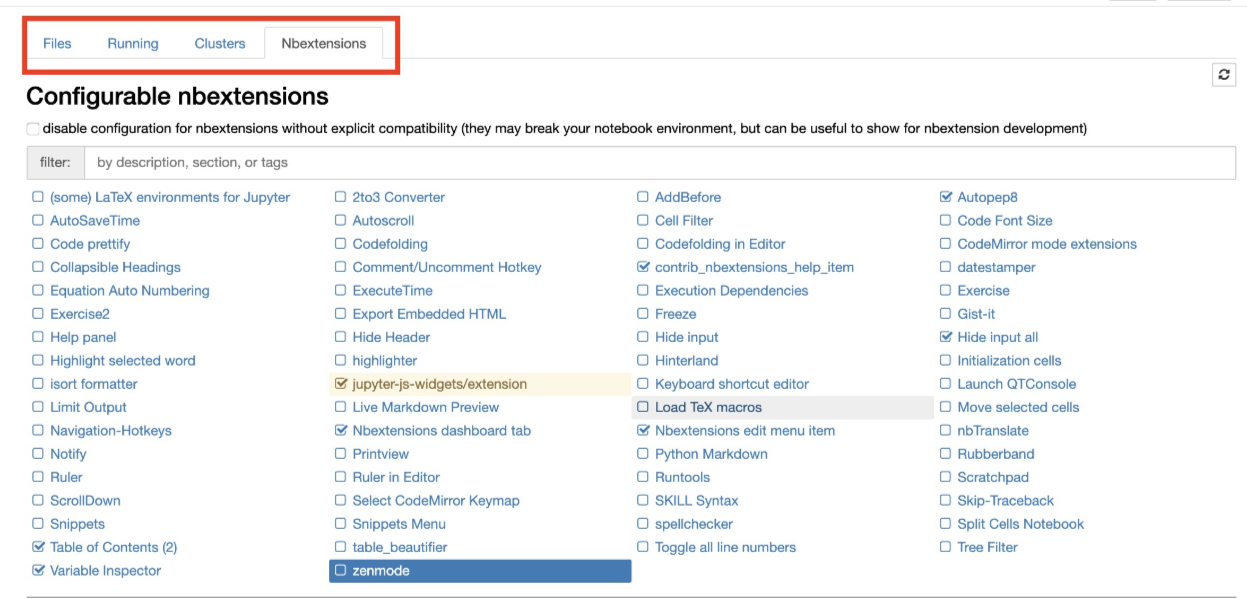 Files Running Clusters Nbextensions
Configurable nbextensions
disable configuration for nbextensions without explicit compatibility (they may break your notebook environment, but can be useful to show for nbextension development)
filter: by description, section, or tags
(some) LaTeX environments for Jupyter 2to3 Converter AddBefore Autopep8
AutoSaveTime Autoscroll Cell Filter Code Font Size
Code prettify Codefolding Codefolding in Editor CodeMirror mode extensions
Collapsible Headings Comment/Uncomment Hotkey contrib_nbextensions_help_item datestamper
Equation Auto Numbering ExecuteTime Execution Dependencies Exercise
Exercise2 Export Embedded HTML Freeze Gist-it
Help panel Hide Header Hide input Hide input all
Highlight selected word highlighter Hinterland Initialization cells
isort formatter jupyter-js-widgets/extension Keyboard shortcut editor Launch QTConsole
Limit Output Live Markdown Preview Load TeX macros Move selected cells
Navigation-Hotkeys Nbextensions dashboard tab Nbextensions edit menu item nbTranslate
Notify Printview Python Markdown Rubberband
Ruler Ruler in Editor Runtools Scratchpad
ScrollDown Select CodeMirror Keymap SKILL Syntax Skip-Traceback
Snippets Snippets Menu spellchecker Split Cells Notebook
Table of Contents (2) table_beautifier Toggle all line numbers Tree Filter
Variable Inspector zenmode